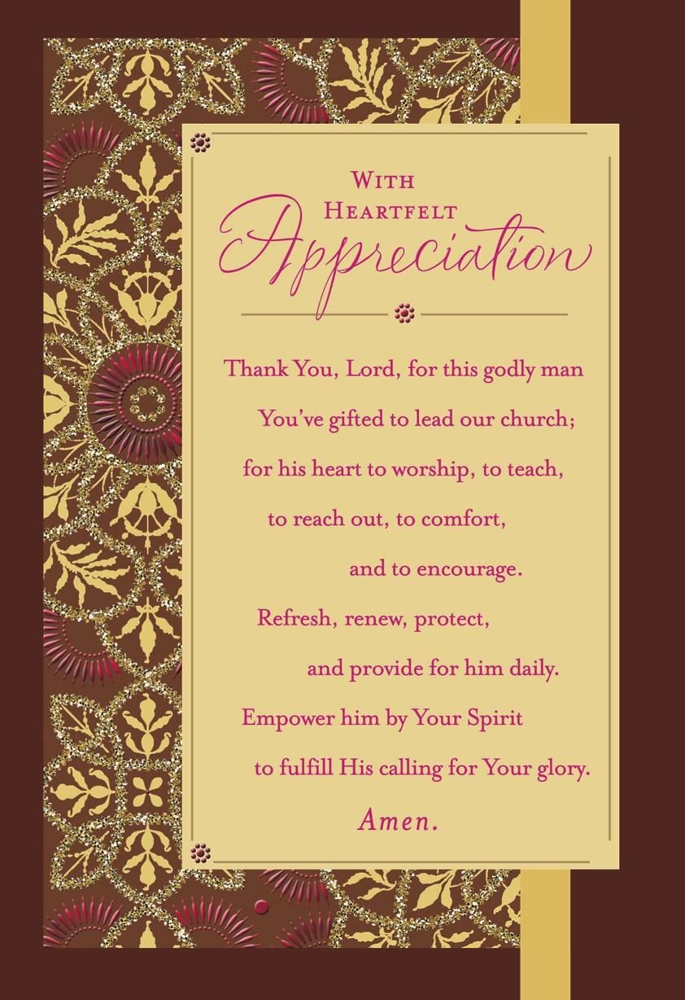 With
Heartfelt
Appreciation
Thank You, Lord, for this godly man
You've gifted to lead our church;
for his heart to worship, to teach,
to reach out, to comfort,
and to encourage.
Refresh, renew, protect,
and provide for him daily.
Empower him by Your Spirit
to fulfill His calling for Your glory.
Amen.